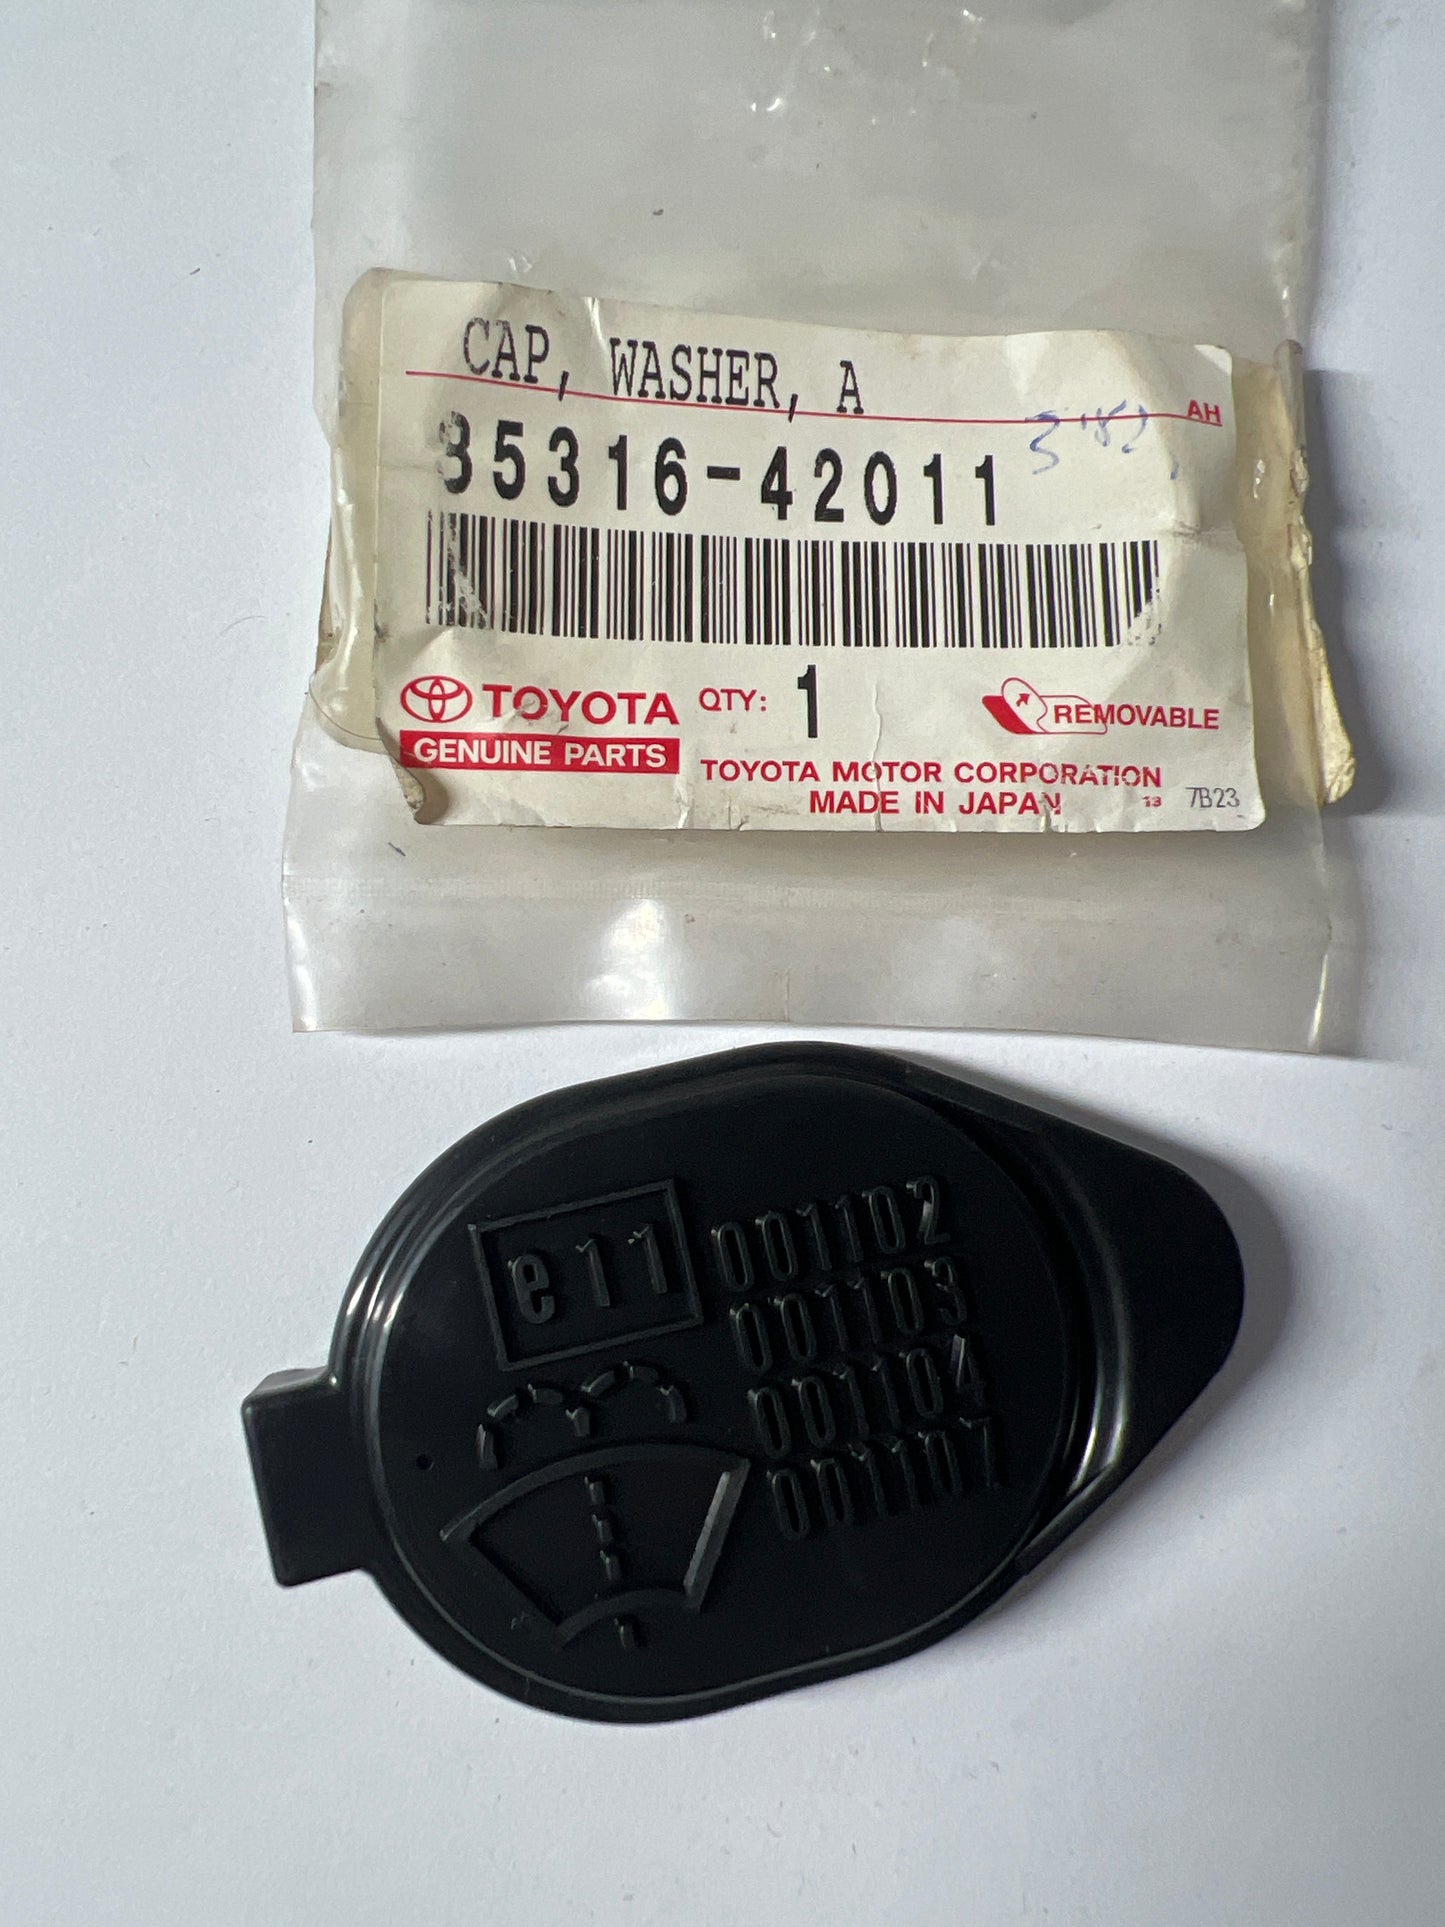 CAP, WASHER, A
AH
85316-42011
TOYOTA
GENUINE PARTS
QTY: 1
REMOVABLE
TOYOTA MOTOR CORPORATION
MADE IN JAPAN
13 7B23
e11 001102
001103
001104
001107